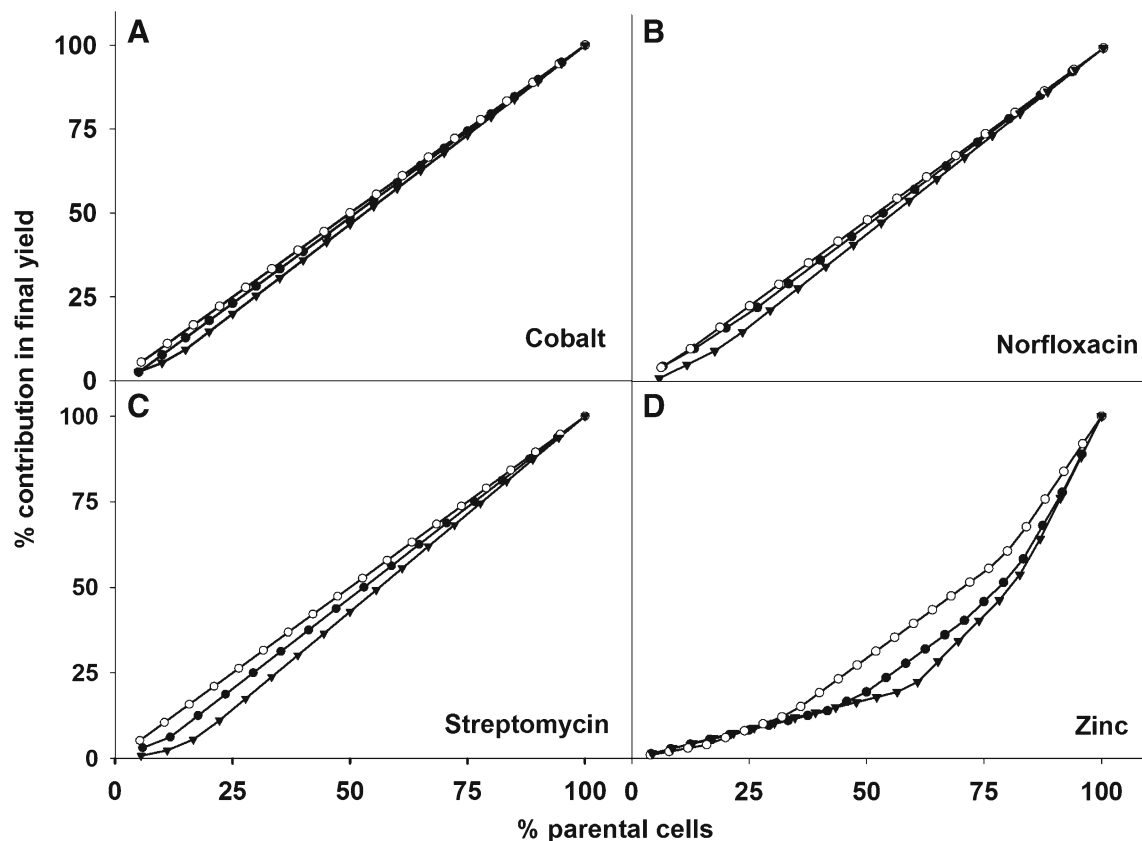 A
B
100
75
50
25
0
Cobalt
Norfloxacin
% contribution in final yield
C
D
100
75
50
25
0
Streptomycin
Zinc
0 25 50 75 100 0 25 50 75 100
% parental cells